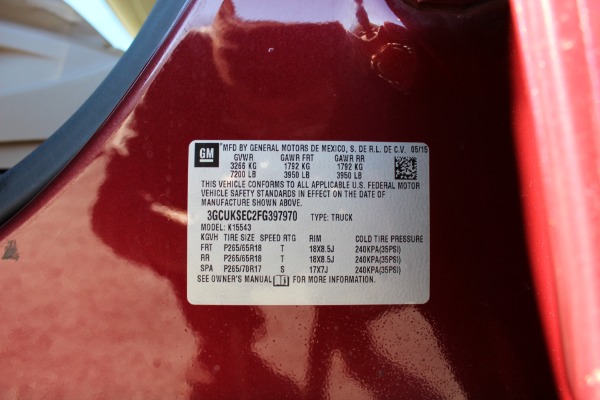 GM MFD BY GENERAL MOTORS DE MEXICO, S. DE R.L. DE C.V. 05/15
GVWR GAWR FRT GAWR RR
3266 KG 1792 KG 1792 KG
7200 LB 3950 LB 3950 LB
THIS VEHICLE CONFORMS TO ALL APPLICABLE U.S. FEDERAL MOTOR
VEHICLE SAFETY STANDARDS IN EFFECT ON THE DATE OF
MANUFACTURE SHOWN ABOVE.
3GCUKSEC2FG397970 TYPE: TRUCK
MODEL: K15543
KGVH TIRE SIZE SPEED RTG RIM COLD TIRE PRESSURE
FRT P265/65R18 T 18X8.5J 240KPA(35PSI)
RR P265/65R18 T 18X8.5J 240KPA(35PSI)
SPA P265/70R17 S 17X7J 240KPA(35PSI)
SEE OWNER'S MANUAL FOR MORE INFORMATION.